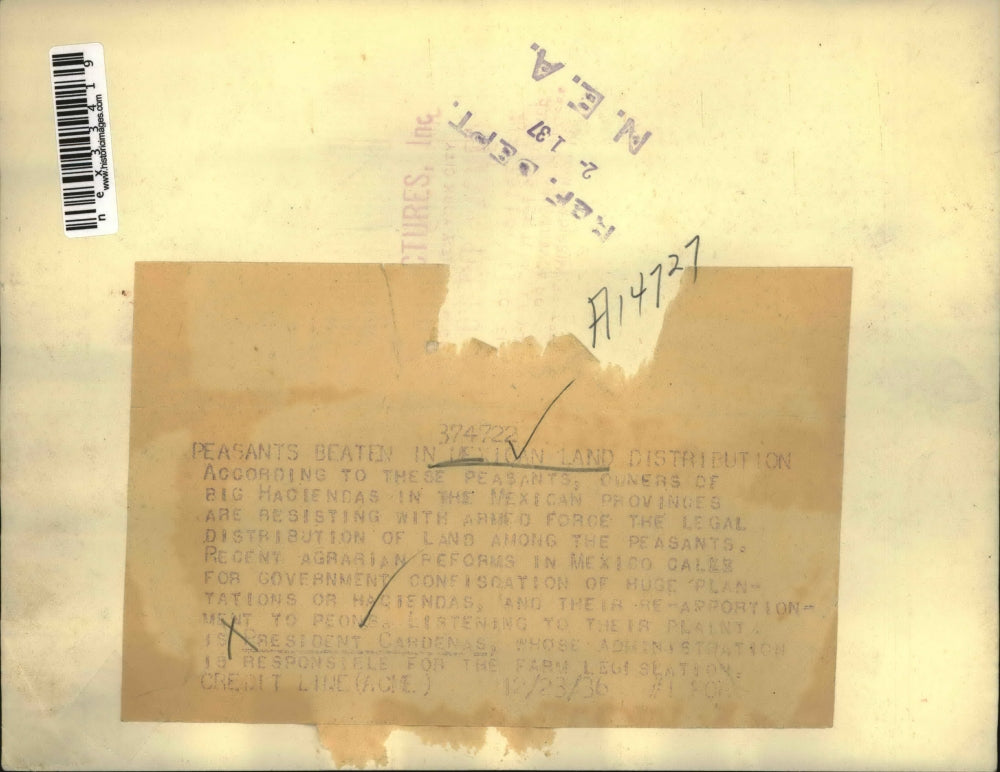 nex33419
www.historicimages.com
N. E. A.
REF. DEPT.
2- 1 37
CTURES, Inc.
A14727
374722
PEASANTS BEATEN IN MEXICAN LAND DISTRIBUTION
ACCORDING TO THESE PEASANTS, OWNERS OF
BIG HACIENDAS IN THE MEXICAN PROVINCES
ARE RESISTING WITH ARMED FORCE THE LEGAL
DISTRIBUTION OF LAND AMONG THE PEASANTS.
RECENT AGRARIAN REFORMS IN MEXICO CALLS
FOR GOVERNMENT CONFISCATION OF HUGE PLAN-
TATIONS OR HACIENDAS, AND THEIR RE-APPORTION-
MENT TO PEONS. LISTENING TO THEIR PLAINT
IS PRESIDENT CARDENAS, WHOSE ADMINISTRATION
IS RESPONSIBLE FOR THE FARM LEGISLATION.
CREDIT LINE (ACME) 12/23/36